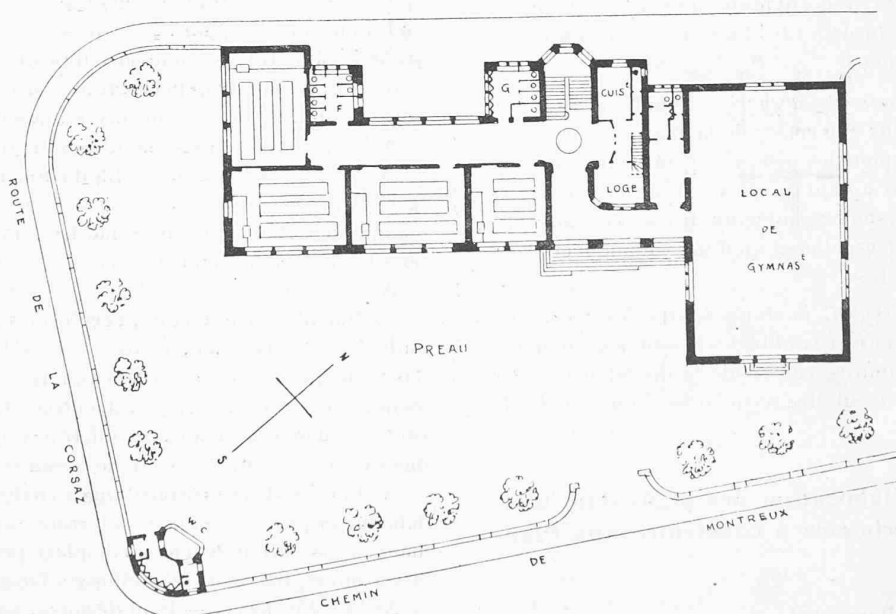 F
G
CUIS^E
LOGE
LOCAL
DE
GYMNAS^E
PREAU
N
S
ROUTE DE LA CORSAZ
W.C.
CHEMIN DE MONTREUX